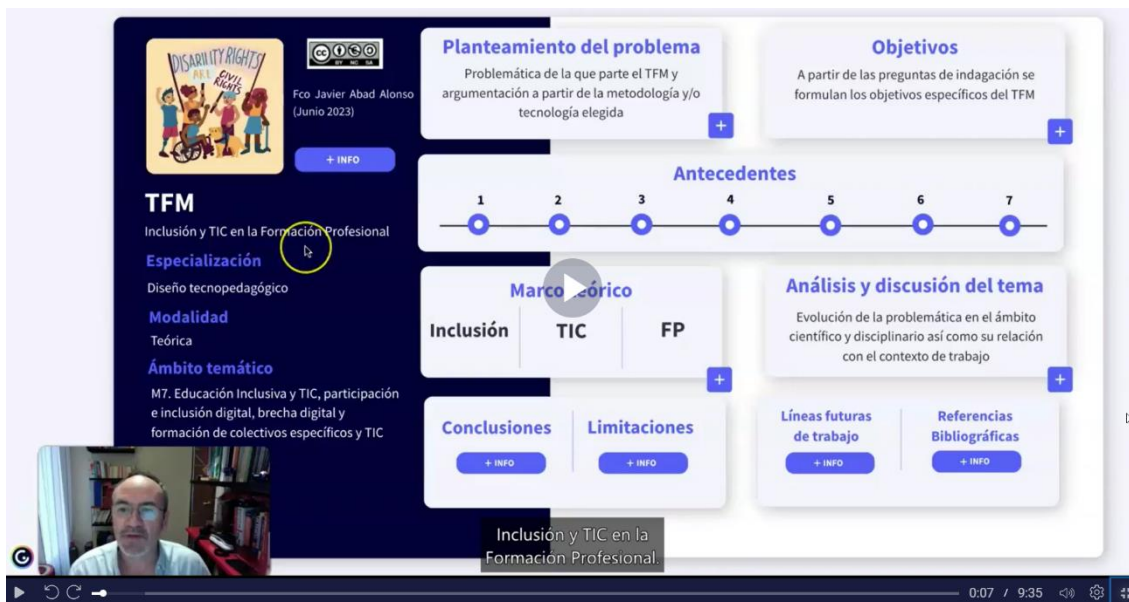 DISABILITY RIGHTS
ARE CIVIL
RIGHTS
cc
BY NC SA
Fco Javier Abad Alonso
(Junio 2023)
+ INFO
TFM
Inclusión y TIC en la Formación Profesional
Especialización
Diseño tecnopedagógico
Modalidad
Teórica
Ámbito temático
M7. Educación Inclusiva y TIC, participación
e inclusión digital, brecha digital y
formación de colectivos específicos y TIC
Planteamiento del problema
Problemática de la que parte el TFM y
argumentación a partir de la metodología y/o
tecnología elegida
+
Objetivos
A partir de las preguntas de indagación se
formulan los objetivos específicos del TFM
+
Antecedentes
1 2 3 4 5 6 7
Marco teórico
Inclusión TIC FP
+
Análisis y discusión del tema
Evolución de la problemática en el ámbito
científico y disciplinario así como su relación
con el contexto de trabajo
+
Conclusiones
+ INFO
Limitaciones
+ INFO
Líneas futuras
de trabajo
+ INFO
Referencias
Bibliográficas
+ INFO
Inclusión y TIC en la
Formación Profesional.
G
0:07 / 9:35